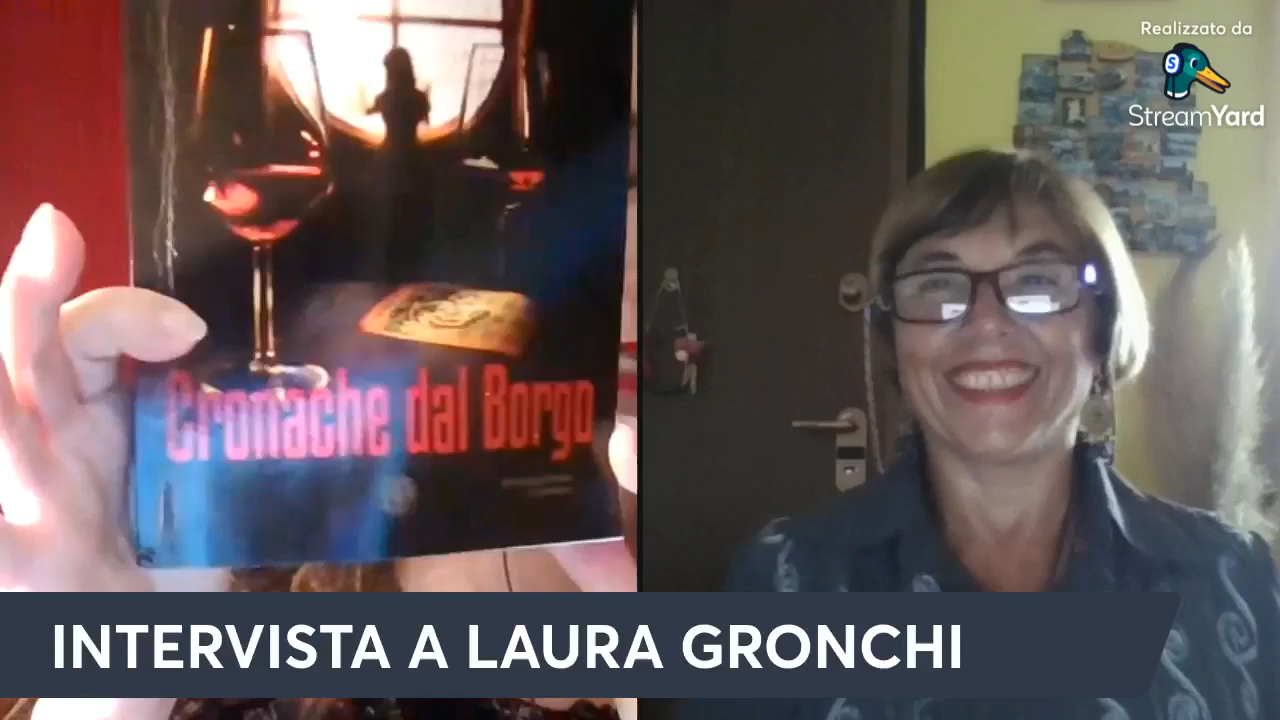 Realizzato da
StreamYard
Cronache dal Borgo
INTERVISTA A LAURA GRONCHI